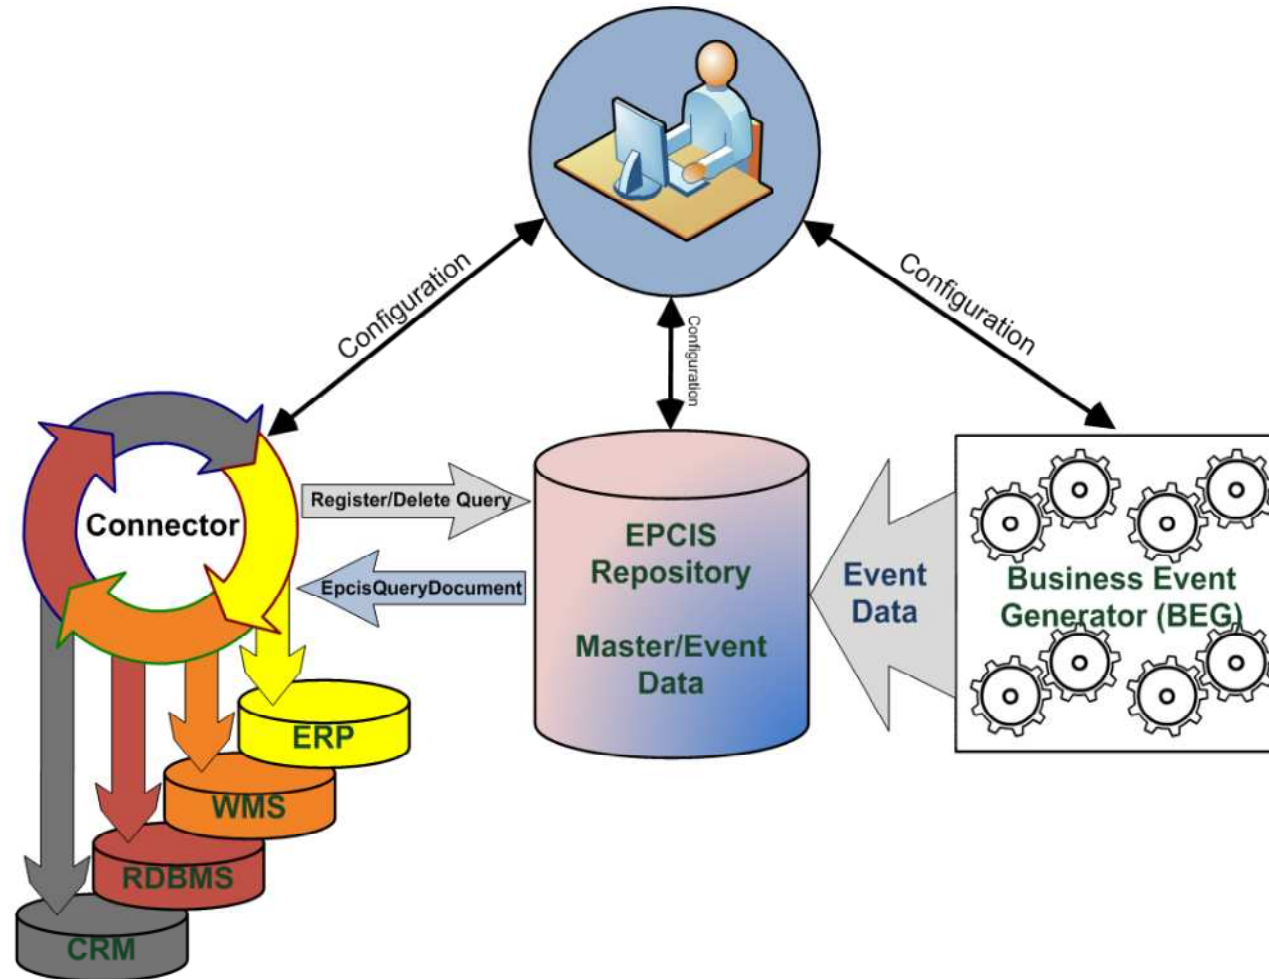 Configuration
Configuration
Configuration
Connector
Register/Delete Query
EpcisQueryDocument
EPCIS
Repository
Master/Event
Data
Event
Data
Business Event
Generator (BEG)
ERP
WMS
RDBMS
CRM